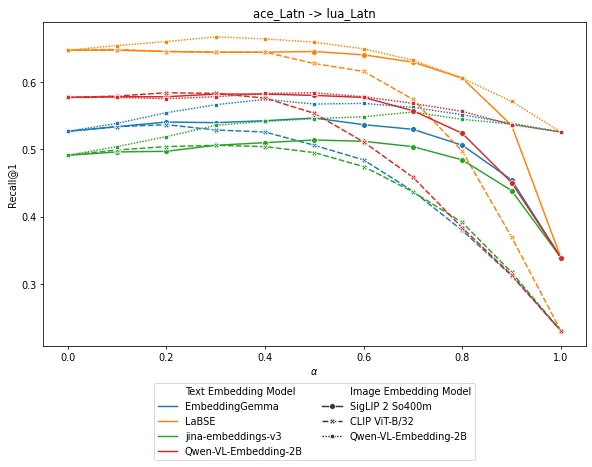 ace_Latn -> lua_Latn
Recall@1
0.6
0.5
0.4
0.3
0.0 0.2 0.4 0.6 0.8 1.0
α
Text Embedding Model
EmbeddingGemma
LaBSE
jina-embeddings-v3
Qwen-VL-Embedding-2B
Image Embedding Model
SigLIP 2 So400m
CLIP ViT-B/32
Qwen-VL-Embedding-2B